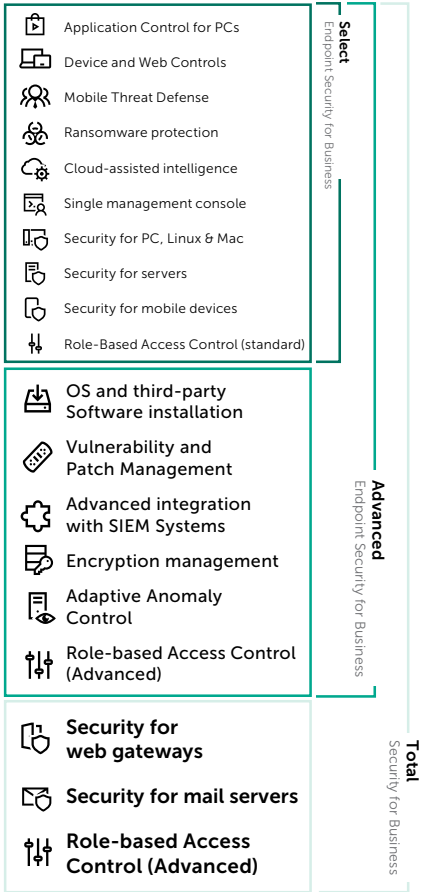 Application Control for PCs
Device and Web Controls
Mobile Threat Defense
Ransomware protection
Cloud-assisted intelligence
Single management console
Security for PC, Linux & Mac
Security for servers
Security for mobile devices
Role-Based Access Control (standard)
Select
Endpoint Security for Business
OS and third-party
Software installation
Vulnerability and
Patch Management
Advanced integration
with SIEM Systems
Encryption management
Adaptive Anomaly
Control
Role-based Access Control
(Advanced)
Advanced
Endpoint Security for Business
Security for
web gateways
Security for mail servers
Role-based Access
Control (Advanced)
Total
Security for Business